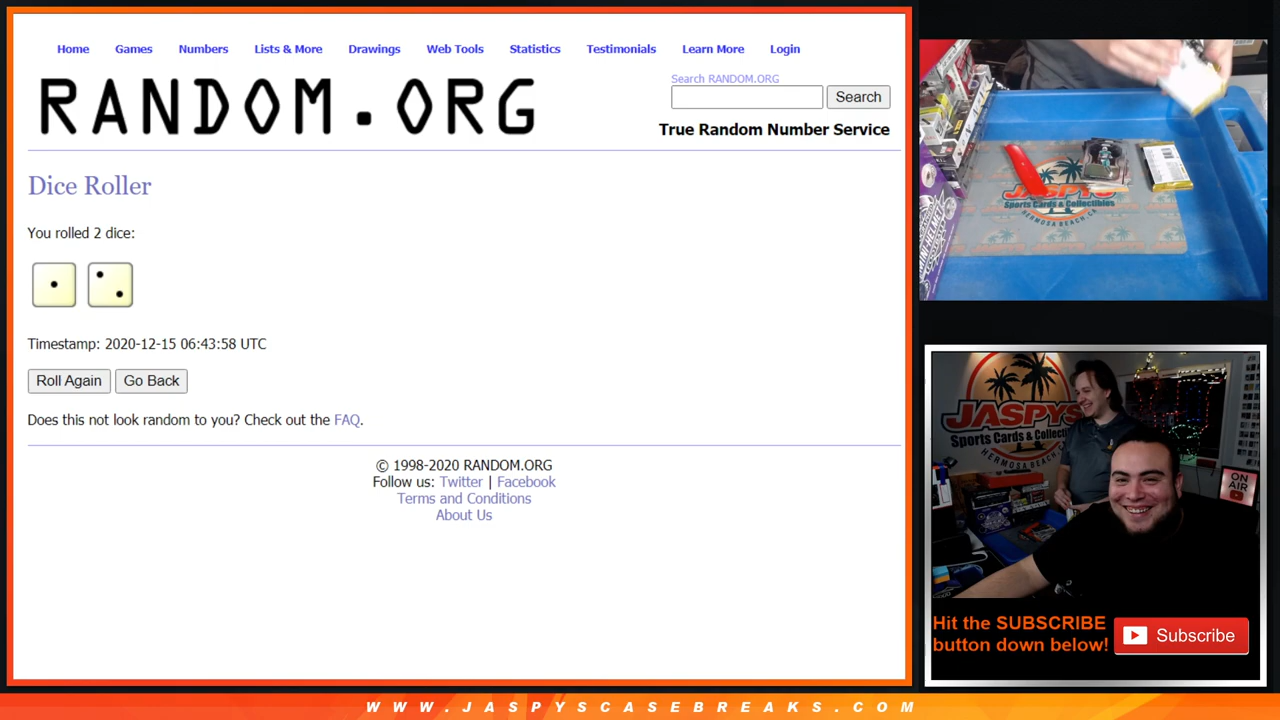 Home Games Numbers Lists & More Drawings Web Tools Statistics Testimonials Learn More Login
RANDOM.ORG
Search RANDOM.ORG
Search
True Random Number Service
Dice Roller
You rolled 2 dice:
Timestamp: 2020-12-15 06:43:58 UTC
Roll Again Go Back
Does this not look random to you? Check out the FAQ.
© 1998-2020 RANDOM.ORG
Follow us: Twitter | Facebook
Terms and Conditions
About Us
JASPYS
Sports Cards & Collectibles
HERMOSA BEACH, CA
MINI HELMET
JASPYS
Sports Cards & Collecti
HERMOSA BEACH, C
ON
AIR
Hit the SUBSCRIBE
button down below!
Subscribe
WWW.JASPYSCASEBREAKS.COM